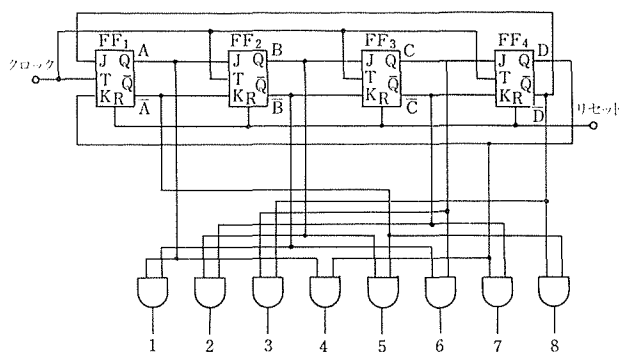 FF₁ A FF₂ B FF₃ C FF₄ D
クロック
J Q J Q J Q J Q
T Q̄ T Q̄ T Q̄ T Q̄
K R K R K R K R
Ā B̄ C̄ D̄
リセット
1 2 3 4 5 6 7 8